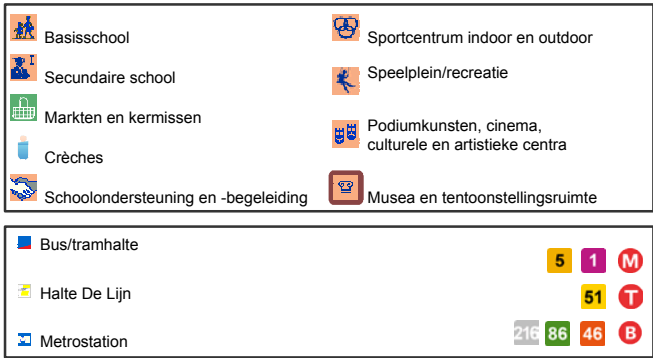 Basisschool
Secundaire school
Markten en kermissen
Crèches
Schoolondersteuning en -begeleiding
Sportcentrum indoor en outdoor
Speelplein/recreatie
Podiumkunsten, cinema,
culturele en artistieke centra
Musea en tentoonstellingsruimte
Bus/tramhalte
5 1 M
Halte De Lijn
51 T
Metrostation
216 86 46 B